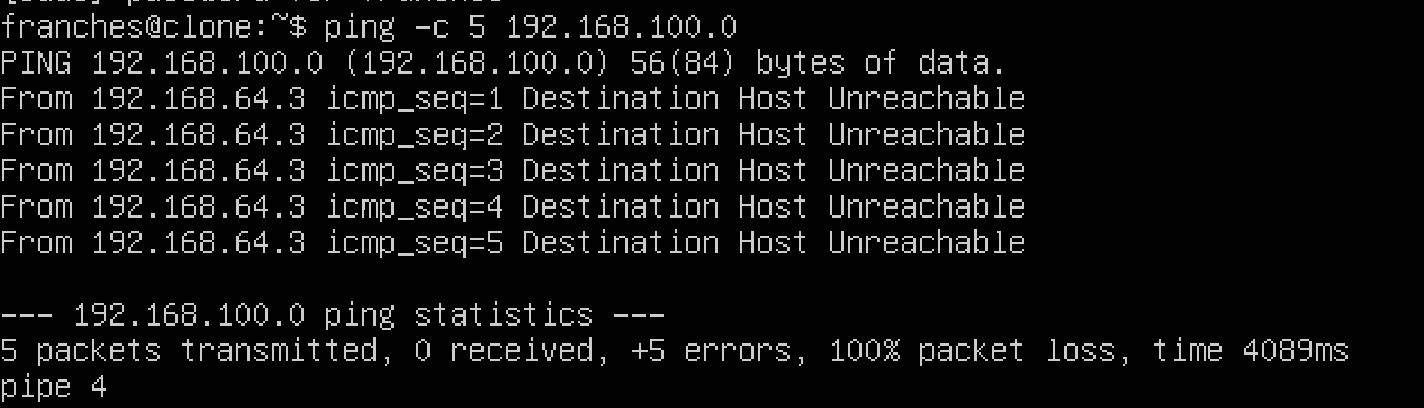 franches@clone:~$ ping -c 5 192.168.100.0
PING 192.168.100.0 (192.168.100.0) 56(84) bytes of data.
From 192.168.64.3 icmp_seq=1 Destination Host Unreachable
From 192.168.64.3 icmp_seq=2 Destination Host Unreachable
From 192.168.64.3 icmp_seq=3 Destination Host Unreachable
From 192.168.64.3 icmp_seq=4 Destination Host Unreachable
From 192.168.64.3 icmp_seq=5 Destination Host Unreachable
--- 192.168.100.0 ping statistics ---
5 packets transmitted, 0 received, +5 errors, 100% packet loss, time 4089ms
pipe 4